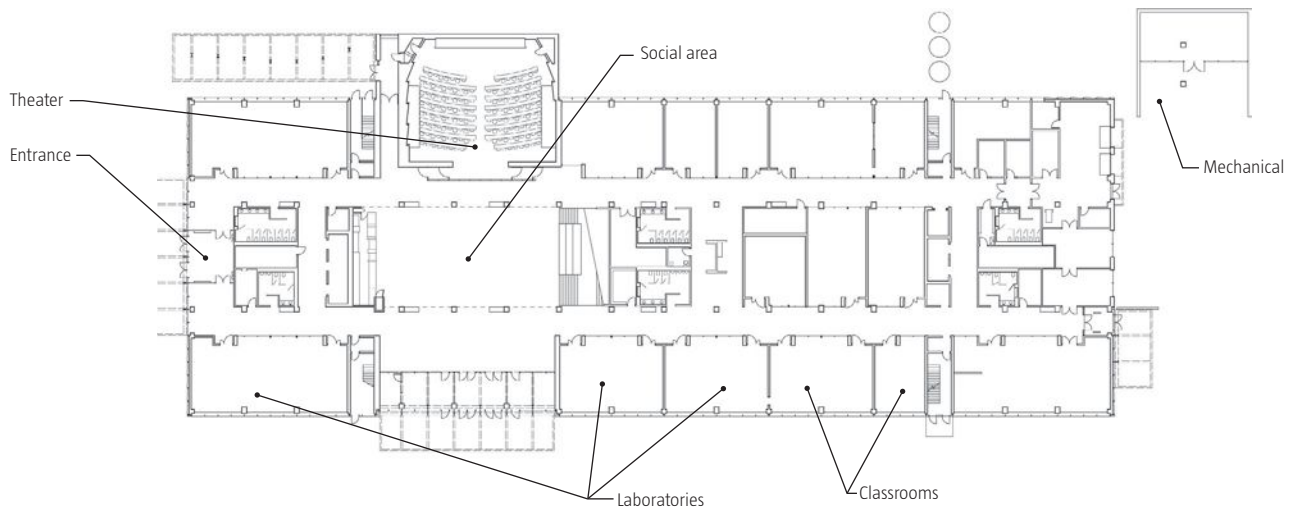 Social area
Theater
Entrance
Mechanical
Laboratories
Classrooms